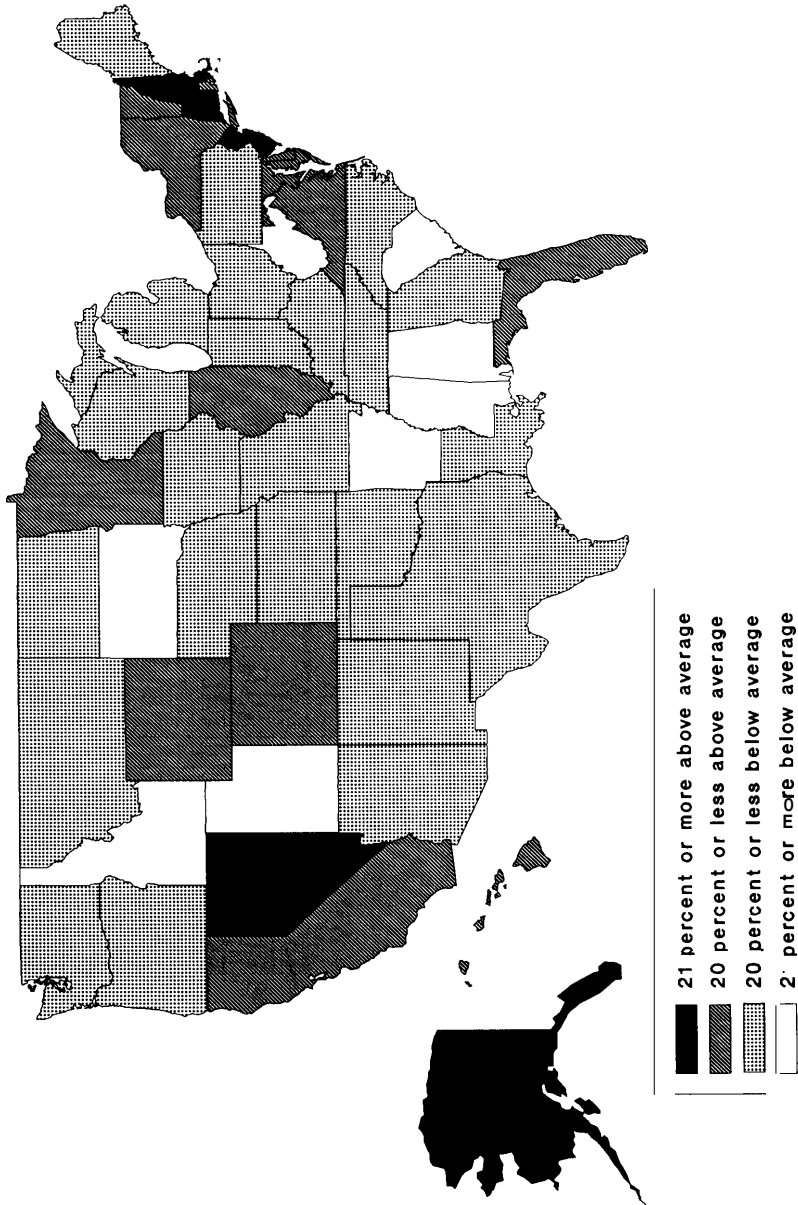 21 percent or more above average
20 percent or less above average
20 percent or less below average
percent or more below average